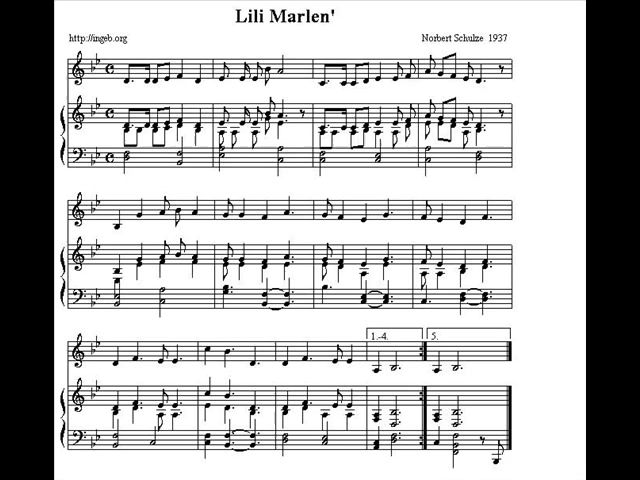 Lili Marlen'
http://ingeb.org
Norbert Schulze 1937
1.-4.
5.